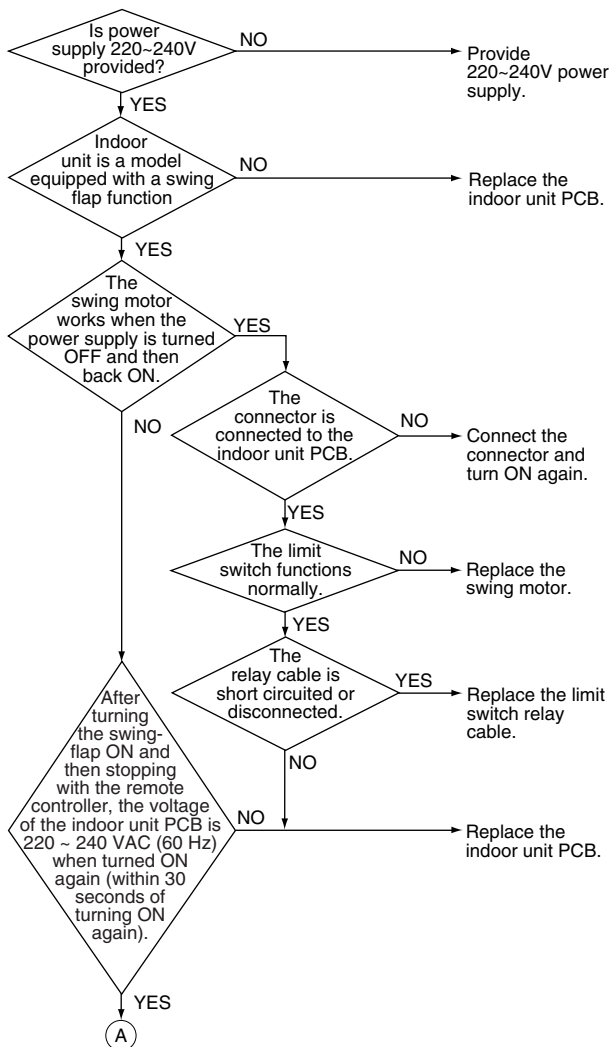 Is power
supply 220~240V
provided?
NO
Provide
220~240V power
supply.
YES
Indoor
unit is a model
equipped with a swing
flap function
NO
Replace the
indoor unit PCB.
YES
The
swing motor
works when the
power supply is turned
OFF and then
back ON.
YES
NO
The
connector is
connected to the
indoor unit PCB.
NO
Connect the
connector and
turn ON again.
YES
The limit
switch functions
normally.
NO
Replace the
swing motor.
YES
The
relay cable is
short circuited or
disconnected.
YES
Replace the limit
switch relay
cable.
NO
After
turning
the swing-
flap ON and
then stopping
with the remote
controller, the voltage
of the indoor unit PCB is
220 ~ 240 VAC (60 Hz)
when turned ON
again (within 30
seconds of
turning ON
again).
NO
Replace the
indoor unit PCB.
YES
A